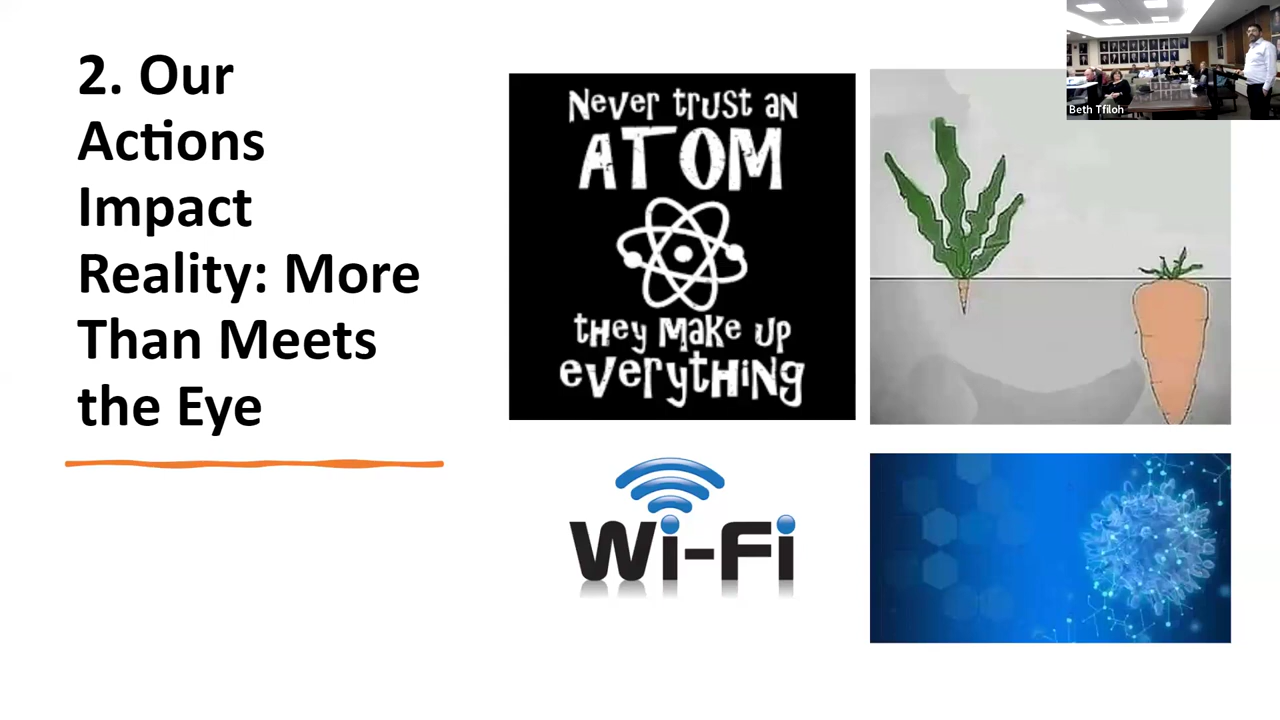 2. Our
Actions
Impact
Reality: More
Than Meets
the Eye
Never trust an
ATOM
they make up
everything
Wi-Fi
Beth Tfiloh